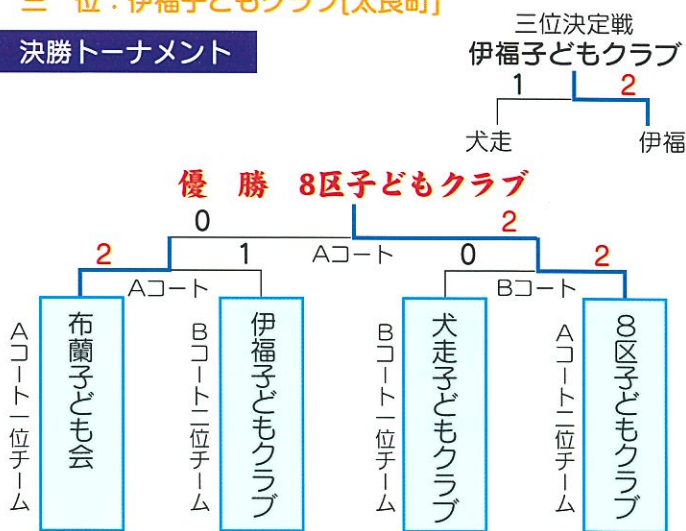 三　位：伊福子どもクラブ[太良町]
決勝トーナメント
三位決定戦
伊福子どもクラブ
1 2
犬走 伊福
優　勝　8区子どもクラブ
0 2
Aコート
2 1 0 2
Aコート Bコート
Aコート一位チーム
布蘭子ども会
Bコート二位チーム
伊福子どもクラブ
Bコート一位チーム
犬走子どもクラブ
Aコート二位チーム
8区子どもクラブ